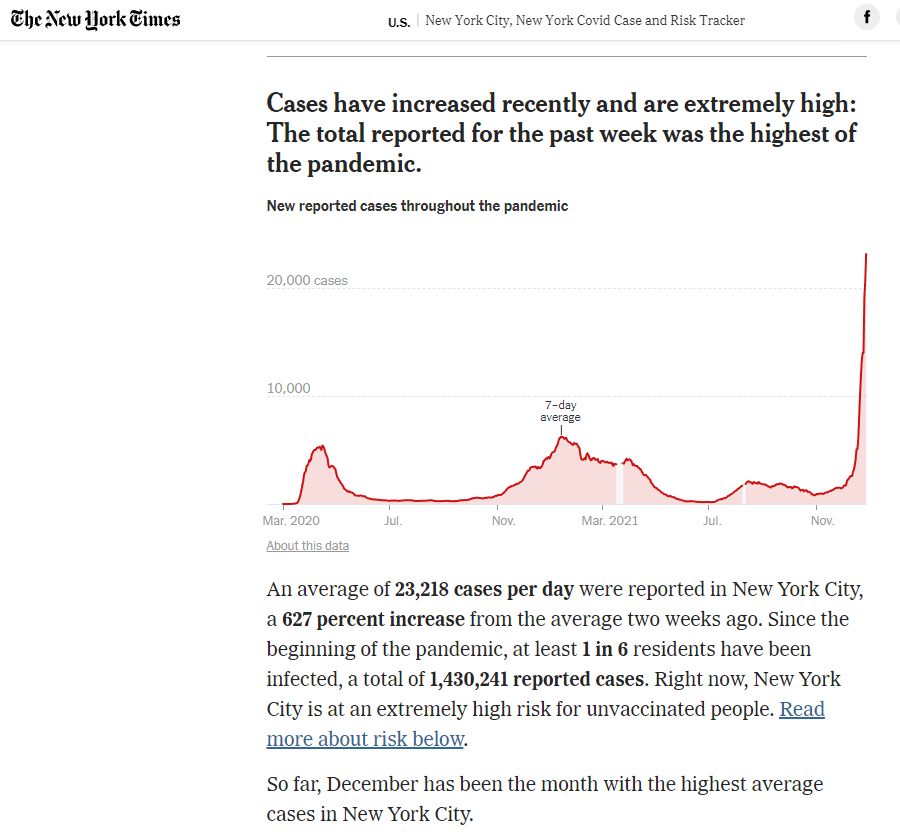 The New York Times
U.S. | New York City, New York Covid Case and Risk Tracker
f
Cases have increased recently and are extremely high:
The total reported for the past week was the highest of
the pandemic.
New reported cases throughout the pandemic
20,000 cases
10,000
7-day
average
Mar. 2020 Jul. Nov. Mar. 2021 Jul. Nov.
About this data
An average of 23,218 cases per day were reported in New York City,
a 627 percent increase from the average two weeks ago. Since the
beginning of the pandemic, at least 1 in 6 residents have been
infected, a total of 1,430,241 reported cases. Right now, New York
City is at an extremely high risk for unvaccinated people. Read
more about risk below.
So far, December has been the month with the highest average
cases in New York City.